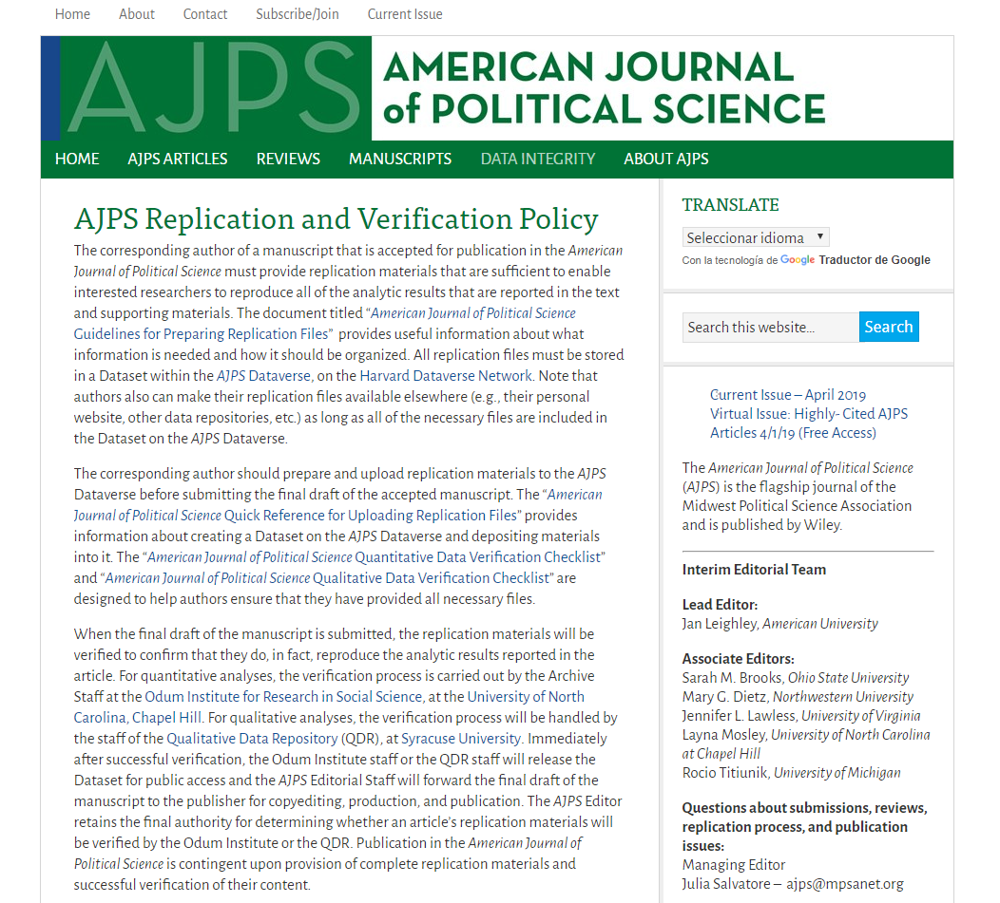 Home About Contact Subscribe/Join Current Issue
AJPS
AMERICAN JOURNAL
of POLITICAL SCIENCE
HOME AJPS ARTICLES REVIEWS MANUSCRIPTS DATA INTEGRITY ABOUT AJPS
AJPS Replication and Verification Policy
The corresponding author of a manuscript that is accepted for publication in the American
Journal of Political Science must provide replication materials that are sufficient to enable
interested researchers to reproduce all of the analytic results that are reported in the text
and supporting materials. The document titled “American Journal of Political Science
Guidelines for Preparing Replication Files” provides useful information about what
information is needed and how it should be organized. All replication files must be stored
in a Dataset within the AJPS Dataverse, on the Harvard Dataverse Network. Note that
authors also can make their replication files available elsewhere (e.g., their personal
website, other data repositories, etc.) as long as all of the necessary files are included in
the Dataset on the AJPS Dataverse.
The corresponding author should prepare and upload replication materials to the AJPS
Dataverse before submitting the final draft of the accepted manuscript. The “American
Journal of Political Science Quick Reference for Uploading Replication Files” provides
information about creating a Dataset on the AJPS Dataverse and depositing materials
into it. The “American Journal of Political Science Quantitative Data Verification Checklist”
and “American Journal of Political Science Qualitative Data Verification Checklist” are
designed to help authors ensure that they have provided all necessary files.
When the final draft of the manuscript is submitted, the replication materials will be
verified to confirm that they do, in fact, reproduce the analytic results reported in the
article. For quantitative analyses, the verification process is carried out by the Archive
Staff at the Odum Institute for Research in Social Science, at the University of North
Carolina, Chapel Hill. For qualitative analyses, the verification process will be handled by
the staff of the Qualitative Data Repository (QDR), at Syracuse University. Immediately
after successful verification, the Odum Institute staff or the QDR staff will release the
Dataset for public access and the AJPS Editorial Staff will forward the final draft of the
manuscript to the publisher for copyediting, production, and publication. The AJPS Editor
retains the final authority for determining whether an article’s replication materials will
be verified by the Odum Institute or the QDR. Publication in the American Journal of
Political Science is contingent upon provision of complete replication materials and
successful verification of their content.
TRANSLATE
Seleccionar idioma
Con la tecnología de Google Traductor de Google
Search this website… Search
Current Issue – April 2019
Virtual Issue: Highly- Cited AJPS
Articles 4/1/19 (Free Access)
The American Journal of Political Science
(AJPS) is the flagship journal of the
Midwest Political Science Association
and is published by Wiley.
Interim Editorial Team
Lead Editor:
Jan Leighley, American University
Associate Editors:
Sarah M. Brooks, Ohio State University
Mary G. Dietz, Northwestern University
Jennifer L. Lawless, University of Virginia
Layna Mosley, University of North Carolina
at Chapel Hill
Rocio Titiunik, University of Michigan
Questions about submissions, reviews,
replication process, and publication
issues:
Managing Editor
Julia Salvatore – ajps@mpsanet.org